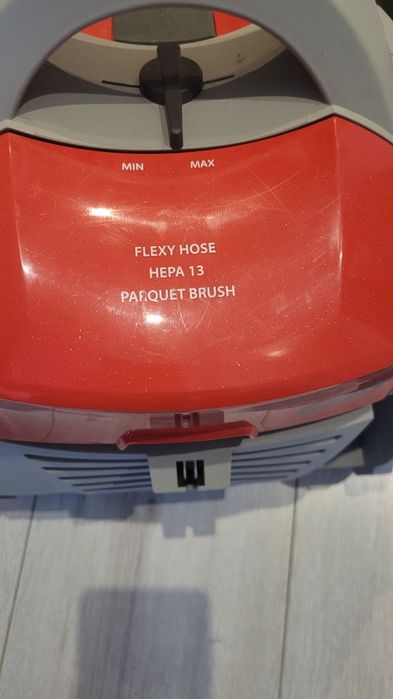 MIN MAX
FLEXY HOSE
HEPA 13
PARQUET BRUSH